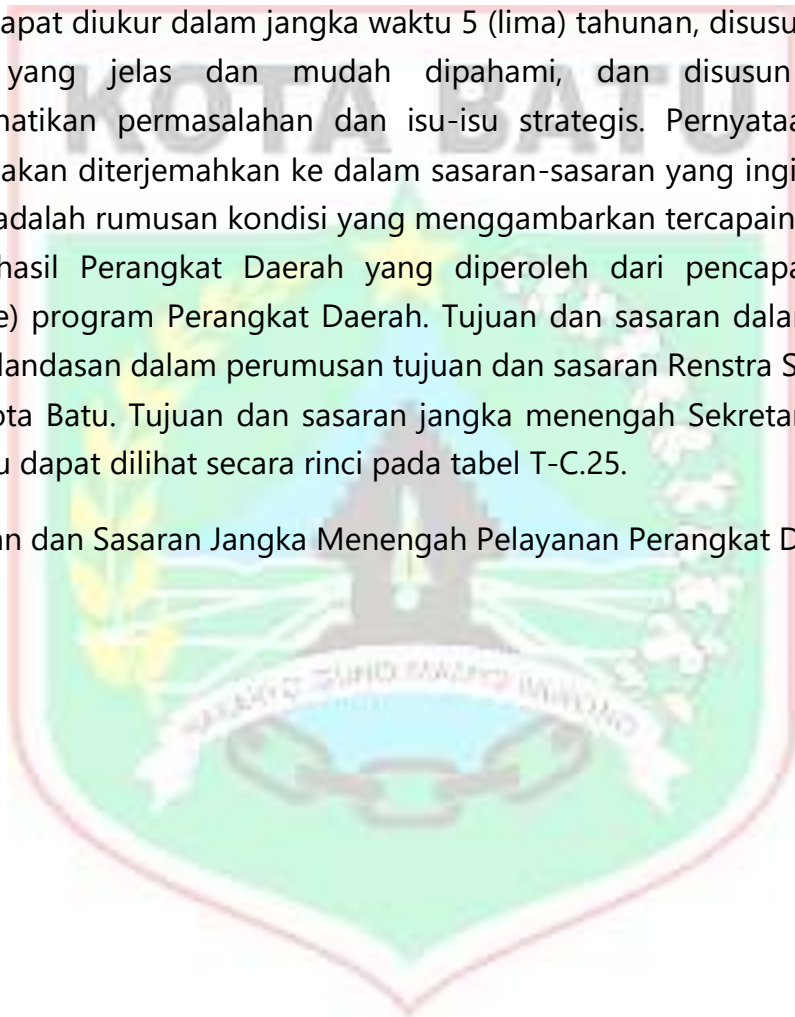 apat diukur dalam jangka waktu 5 (lima) tahunan, disusu
KOTA BATU
yang jelas dan mudah dipahami, dan disusun
natikan permasalahan dan isu-isu strategis. Pernyataa
akan diterjemahkan ke dalam sasaran-sasaran yang ingi
adalah rumusan kondisi yang menggambarkan tercapain
hasil Perangkat Daerah yang diperoleh dari pencapa
e) program Perangkat Daerah. Tujuan dan sasaran dalan
landasan dalam perumusan tujuan dan sasaran Renstra S
ota Batu. Tujuan dan sasaran jangka menengah Sekretar
u dapat dilihat secara rinci pada tabel T-C.25.
an dan Sasaran Jangka Menengah Pelayanan Perangkat D